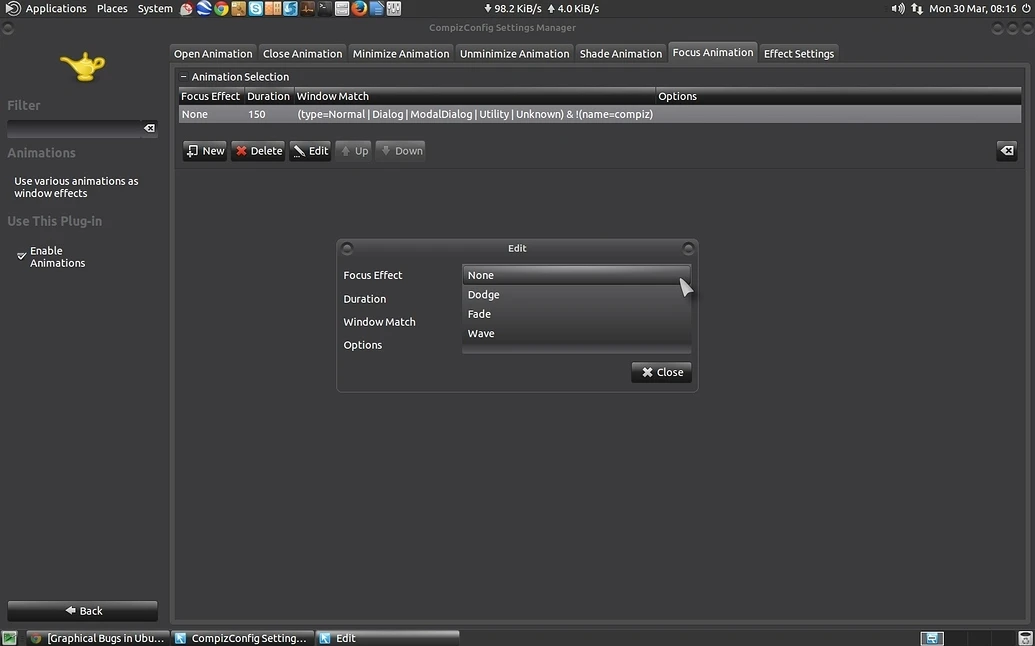 Applications Places System 98.2 KiB/s 4.0 KiB/s Mon 30 Mar, 08:16
CompizConfig Settings Manager
Open Animation Close Animation Minimize Animation Unminimize Animation Shade Animation Focus Animation Effect Settings
Animation Selection
Focus Effect Duration Window Match Options
None 150 (type=Normal | Dialog | ModalDialog | Utility | Unknown) & !(name=compiz)
New Delete Edit Up Down
Filter
Animations
Use various animations as
window effects
Use This Plug-in
Enable
Animations
Edit
Focus Effect None
Dodge
Duration
Fade
Window Match
Wave
Options
Close
Back
[Graphical Bugs in Ubu... CompizConfig Setting... Edit